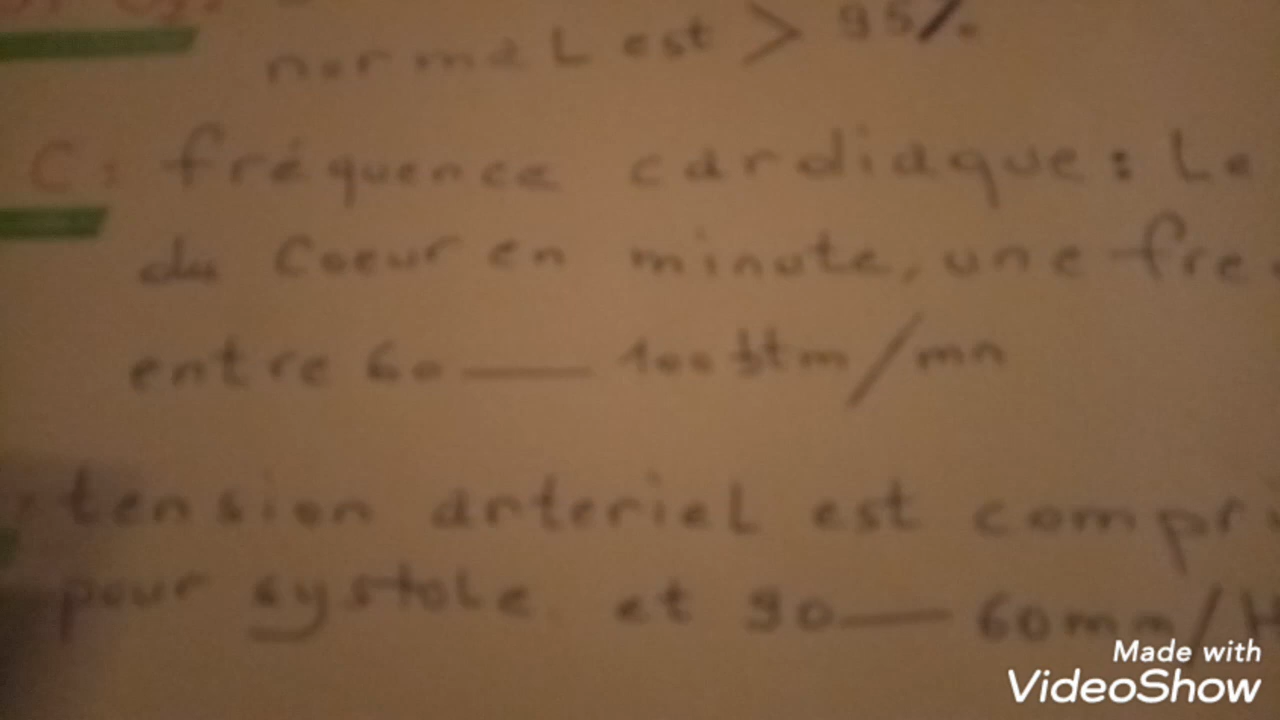 normal est > 95%.
C: fréquence cardiaque: Le
du Coeur en minute, une fre
entre 60 — 100 btm/mn
tension arteriel est compri
pour systole et 90 — 60mm/H
Made with
VideoShow